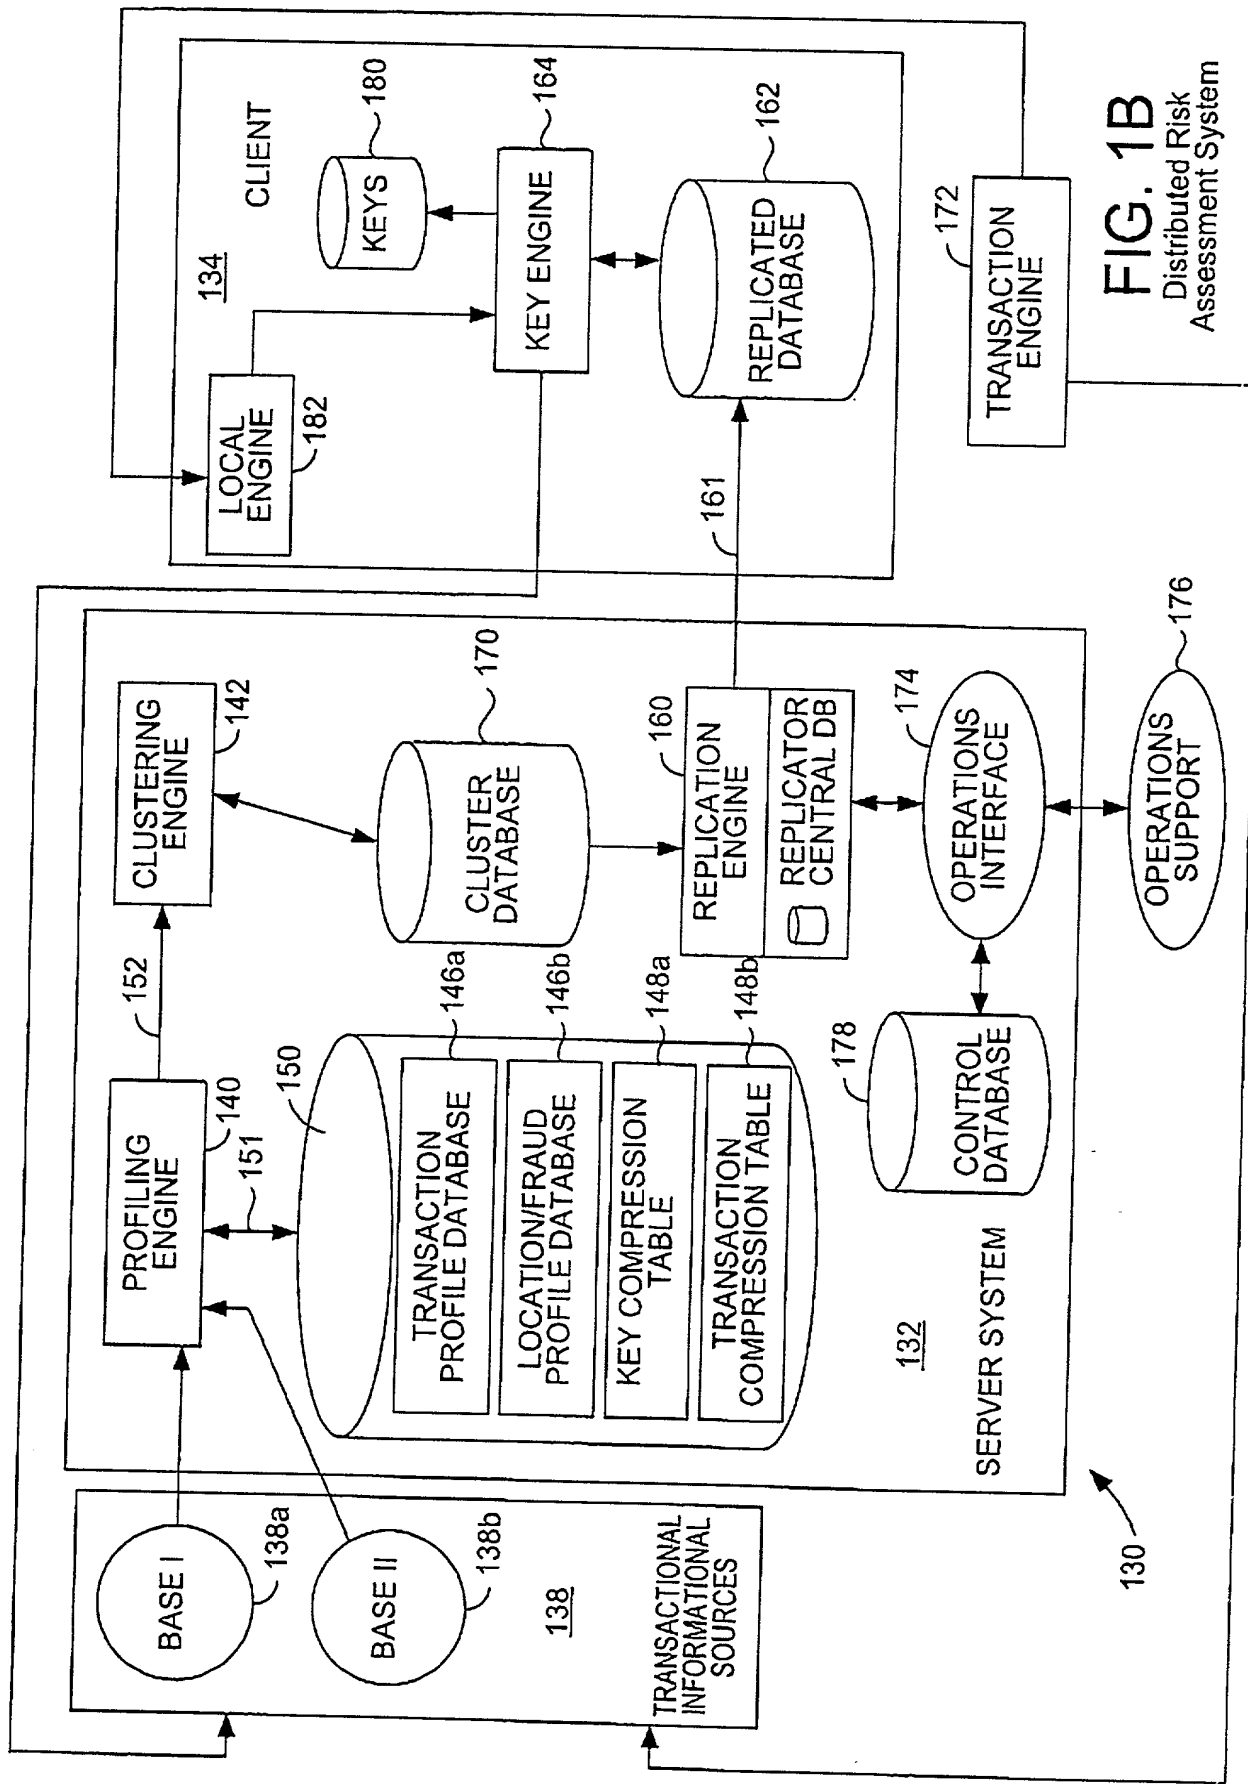 BASE I
138a
BASE II
138b
138
TRANSACTIONAL
INFORMATIONAL
SOURCES
PROFILING
ENGINE
140
151
152
CLUSTERING
ENGINE
142
150
TRANSACTION
PROFILE DATABASE
146a
LOCATION/FRAUD
PROFILE DATABASE
146b
KEY COMPRESSION
TABLE
148a
TRANSACTION
COMPRESSION TABLE
148b
CLUSTER
DATABASE
170
REPLICATION
ENGINE
160
REPLICATOR
CENTRAL DB
161
178
CONTROL
DATABASE
OPERATIONS
INTERFACE
174
132
SERVER SYSTEM
OPERATIONS
SUPPORT
176
130
LOCAL
ENGINE
182
134
CLIENT
KEYS
180
KEY ENGINE
164
REPLICATED
DATABASE
162
TRANSACTION
ENGINE
172
FIG. 1B
Distributed Risk
Assessment System